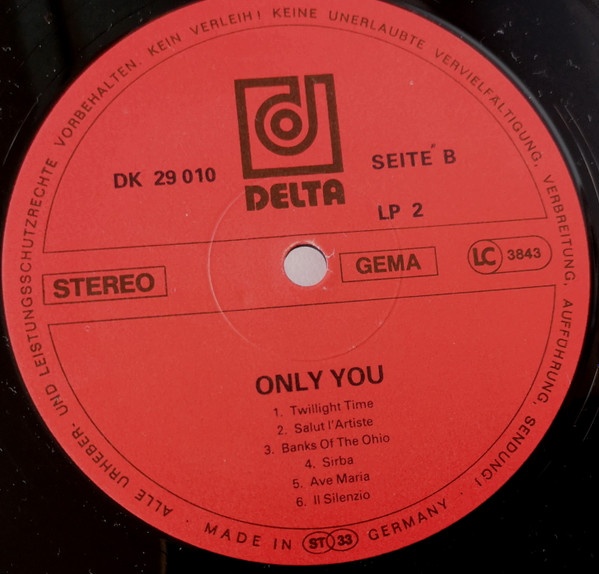 ALLE URHEBER- UND LEISTUNGSSCHUTZRECHTE VORBEHALTEN. KEIN VERLEIH! KEINE UNERLAUBTE VERVIELFÄLTIGUNG, VERBREITUNG, AUFFÜHRUNG, SENDUNG!
d
DELTA
DK 29 010
SEITE B
LP 2
STEREO
GEMA
LC 3843
ONLY YOU
1. Twillight Time
2. Salut l'Artiste
3. Banks Of The Ohio
4. Sirba
5. Ave Maria
6. Il Silenzio
· MADE IN ST 33 GERMANY ·